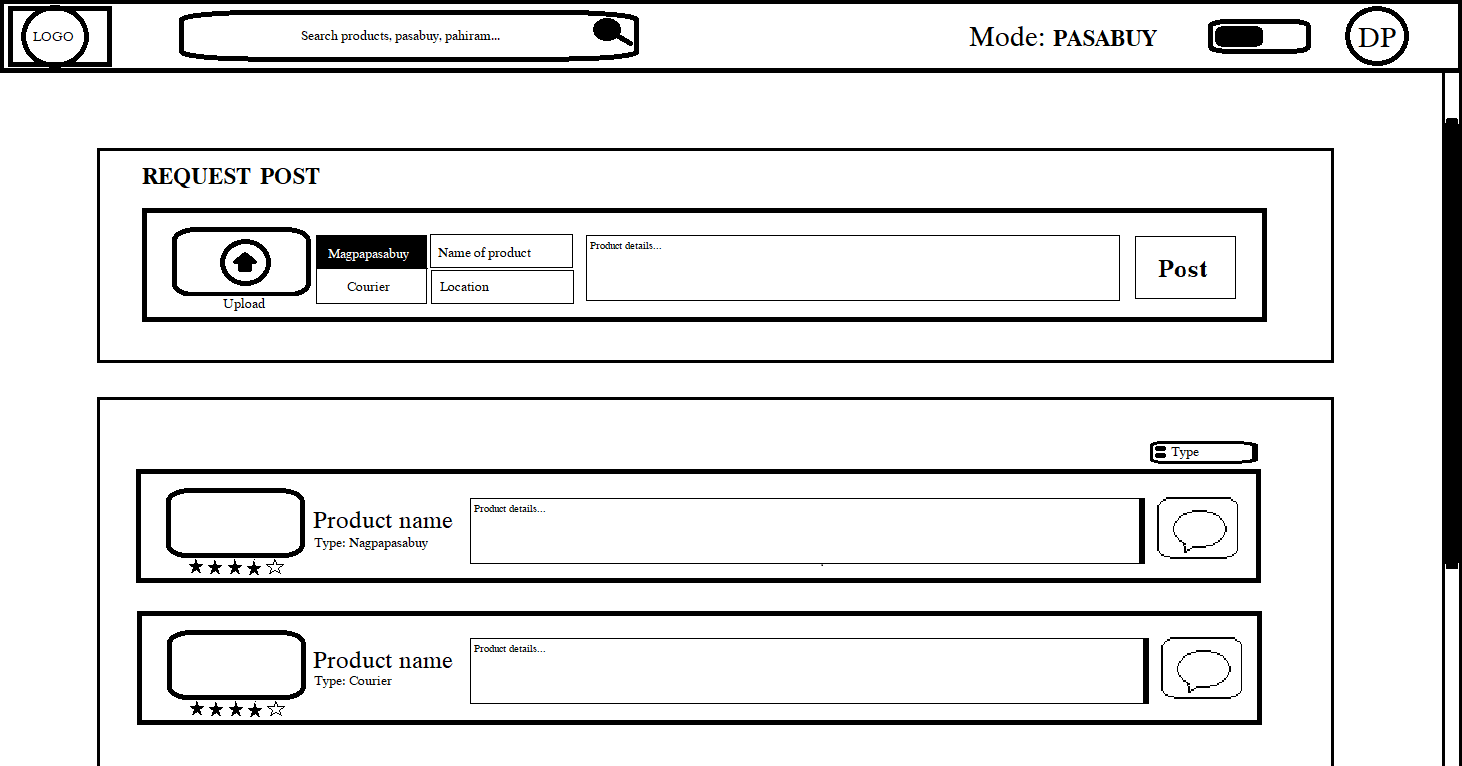 LOGO
Search products, pasabuy, pahiram...
Mode: PASABUY
DP
REQUEST POST
Magpapasabuy
Name of product
Product details...
Post
Courier
Location
Upload
Type
Product name
Type: Nagpapasabuy
Product details...
Product name
Type: Courier
Product details...